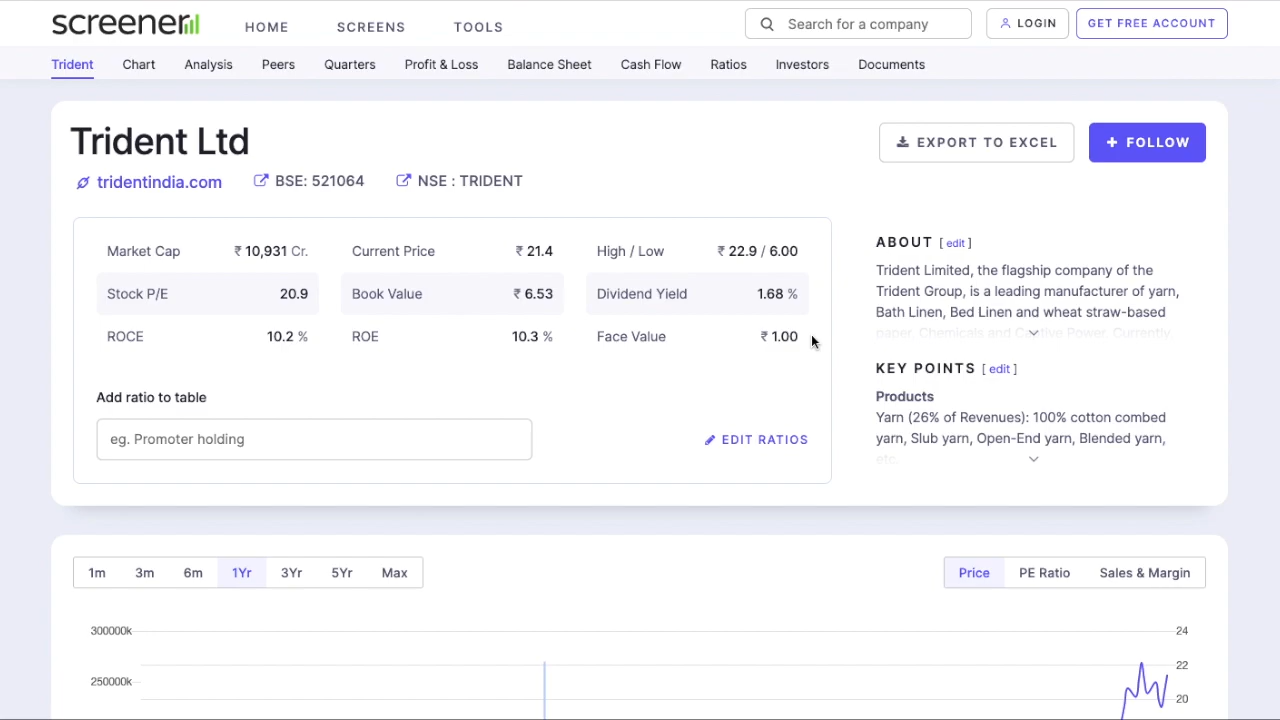 screener
HOME SCREENS TOOLS
Search for a company
LOGIN
GET FREE ACCOUNT
Trident Chart Analysis Peers Quarters Profit & Loss Balance Sheet Cash Flow Ratios Investors Documents
Trident Ltd
EXPORT TO EXCEL
+ FOLLOW
tridentindia.com BSE: 521064 NSE : TRIDENT
Market Cap ₹ 10,931 Cr. Current Price ₹ 21.4 High / Low ₹ 22.9 / 6.00
Stock P/E 20.9 Book Value ₹ 6.53 Dividend Yield 1.68 %
ROCE 10.2 % ROE 10.3 % Face Value ₹ 1.00
Add ratio to table
eg. Promoter holding
EDIT RATIOS
ABOUT [ edit ]
Trident Limited, the flagship company of the
Trident Group, is a leading manufacturer of yarn,
Bath Linen, Bed Linen and wheat straw-based
paper, Chemicals and Captive Power. Currently,
KEY POINTS [ edit ]
Products
Yarn (26% of Revenues): 100% cotton combed
yarn, Slub yarn, Open-End yarn, Blended yarn,
etc.
1m 3m 6m 1Yr 3Yr 5Yr Max
Price PE Ratio Sales & Margin
300000k 24
22
250000k
20